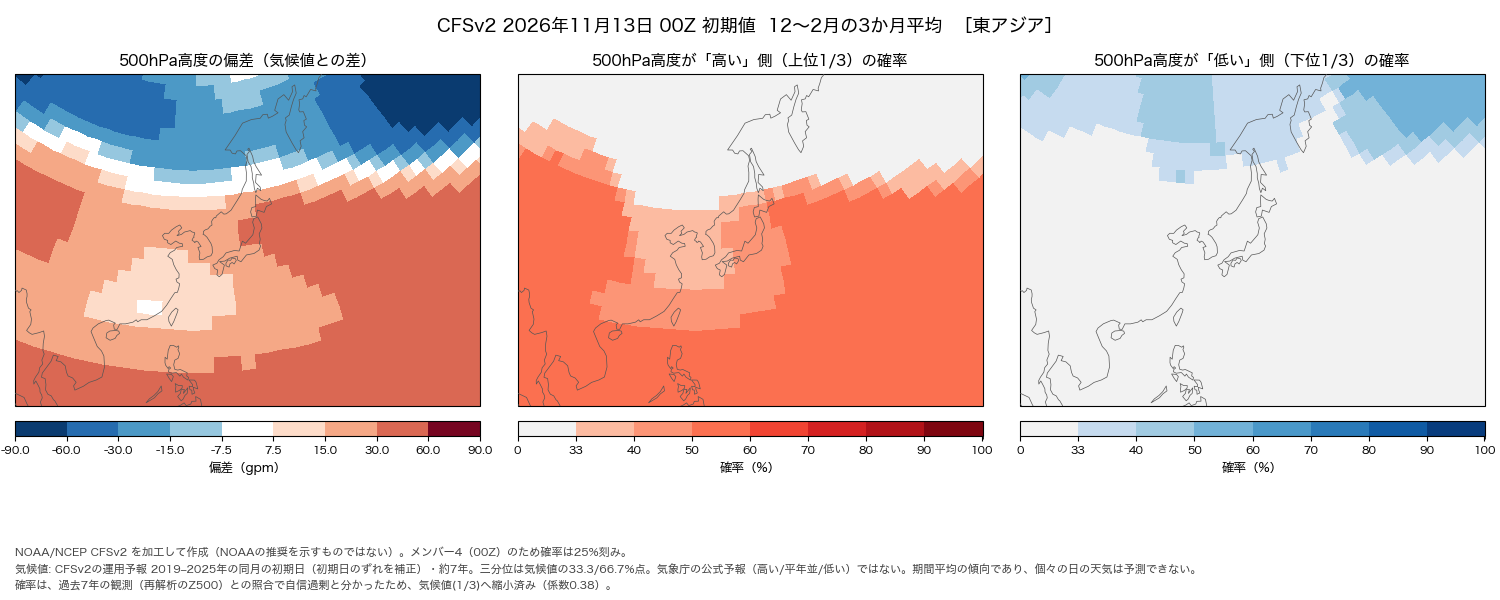 CFSv2 2026年11月13日 00Z 初期値 12～2月の3か月平均 ［東アジア］
500hPa高度の偏差（気候値との差）
500hPa高度が「高い」側（上位1/3）の確率
500hPa高度が「低い」側（下位1/3）の確率
-90.0 -60.0 -30.0 -15.0 -7.5 7.5 15.0 30.0 60.0 90.0
偏差（gpm）
0 33 40 50 60 70 80 90 100
確率（%）
0 33 40 50 60 70 80 90 100
確率（%）
NOAA/NCEP CFSv2 を加工して作成（NOAAの推奨を示すものではない）。メンバー4（00Z）のため確率は25%刻み。
気候値: CFSv2の運用予報 2019–2025年の同月の初期日（初期日のずれを補正）・約7年。三分位は気候値の33.3/66.7%点。気象庁の公式予報（高い/平年並/低い）ではない。期間平均の傾向であり、個々の日の天気は予測できない。
確率は、過去7年の観測（再解析のZ500）との照合で自信過剰と分かったため、気候値(1/3)へ縮小済み（係数0.38）。